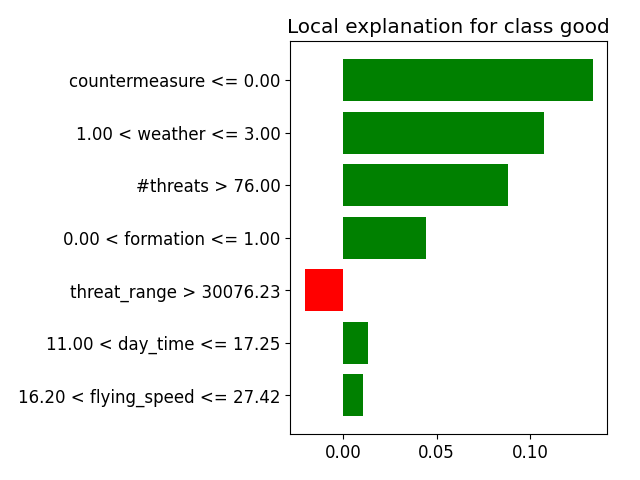 Local explanation for class good
countermeasure <= 0.00
1.00 < weather <= 3.00
#threats > 76.00
0.00 < formation <= 1.00
threat_range > 30076.23
11.00 < day_time <= 17.25
16.20 < flying_speed <= 27.42
0.00 0.05 0.10